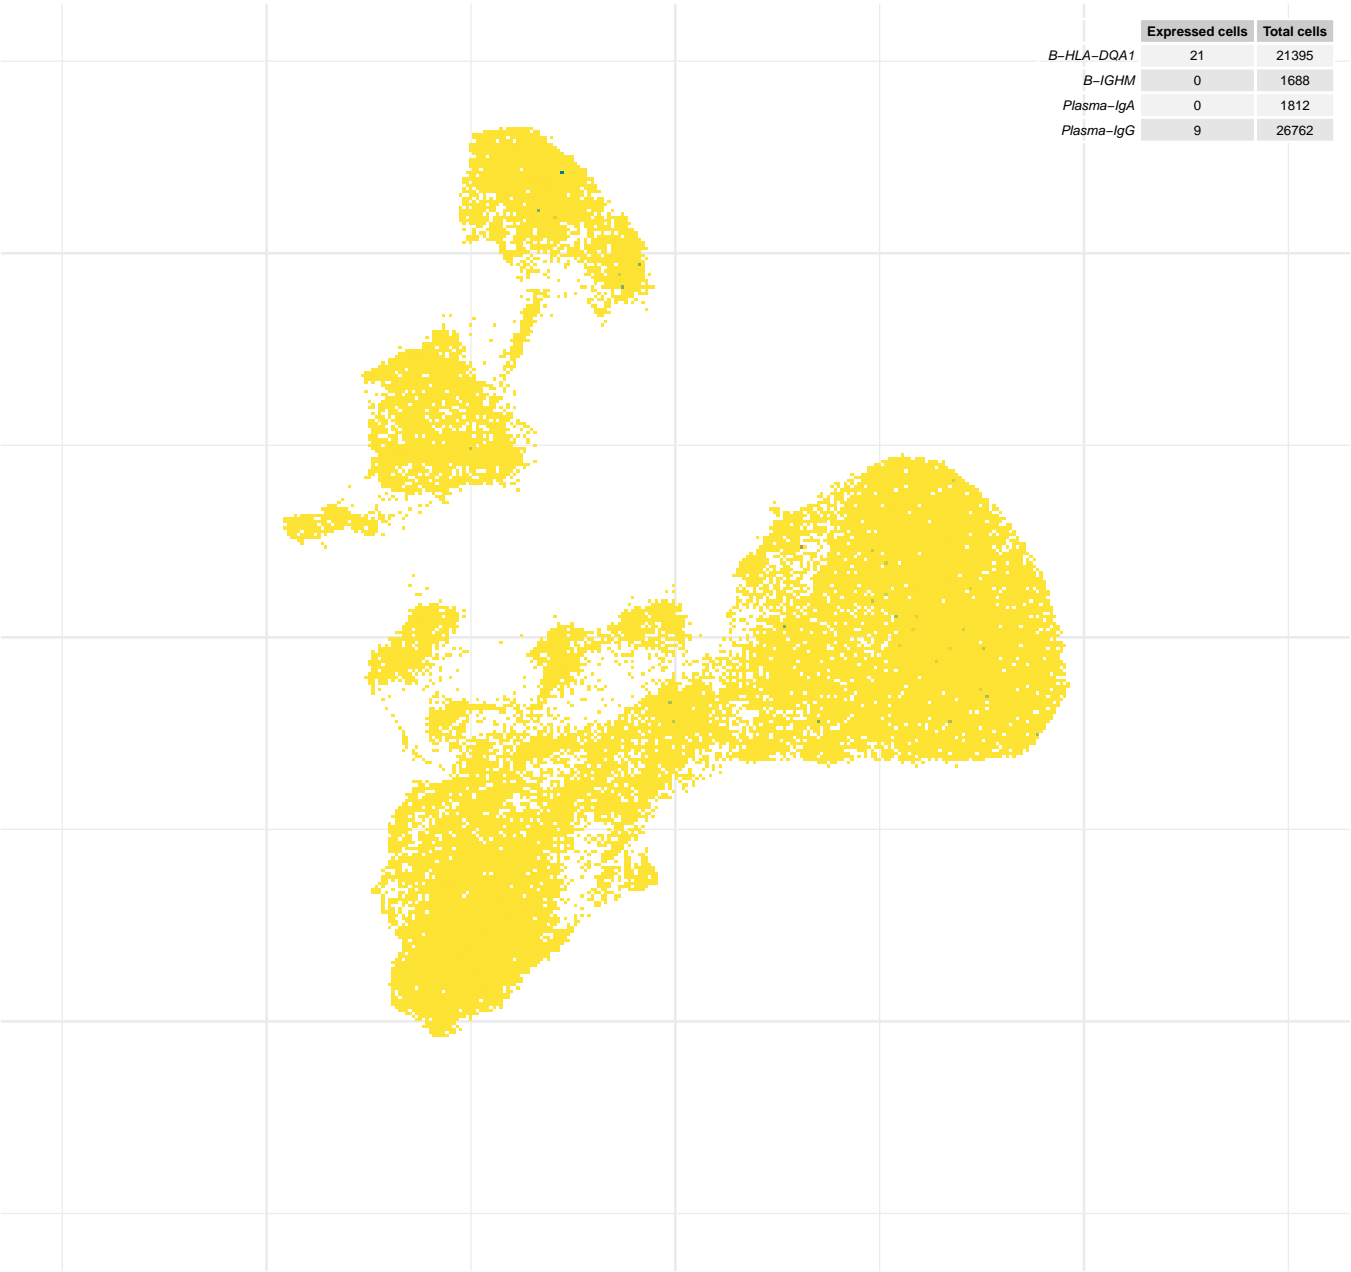 Expressed cells Total cells
B−HLA−DQA1 21 21395
B−IGHM 0 1688
Plasma−IgA 0 1812
Plasma−IgG 9 26762